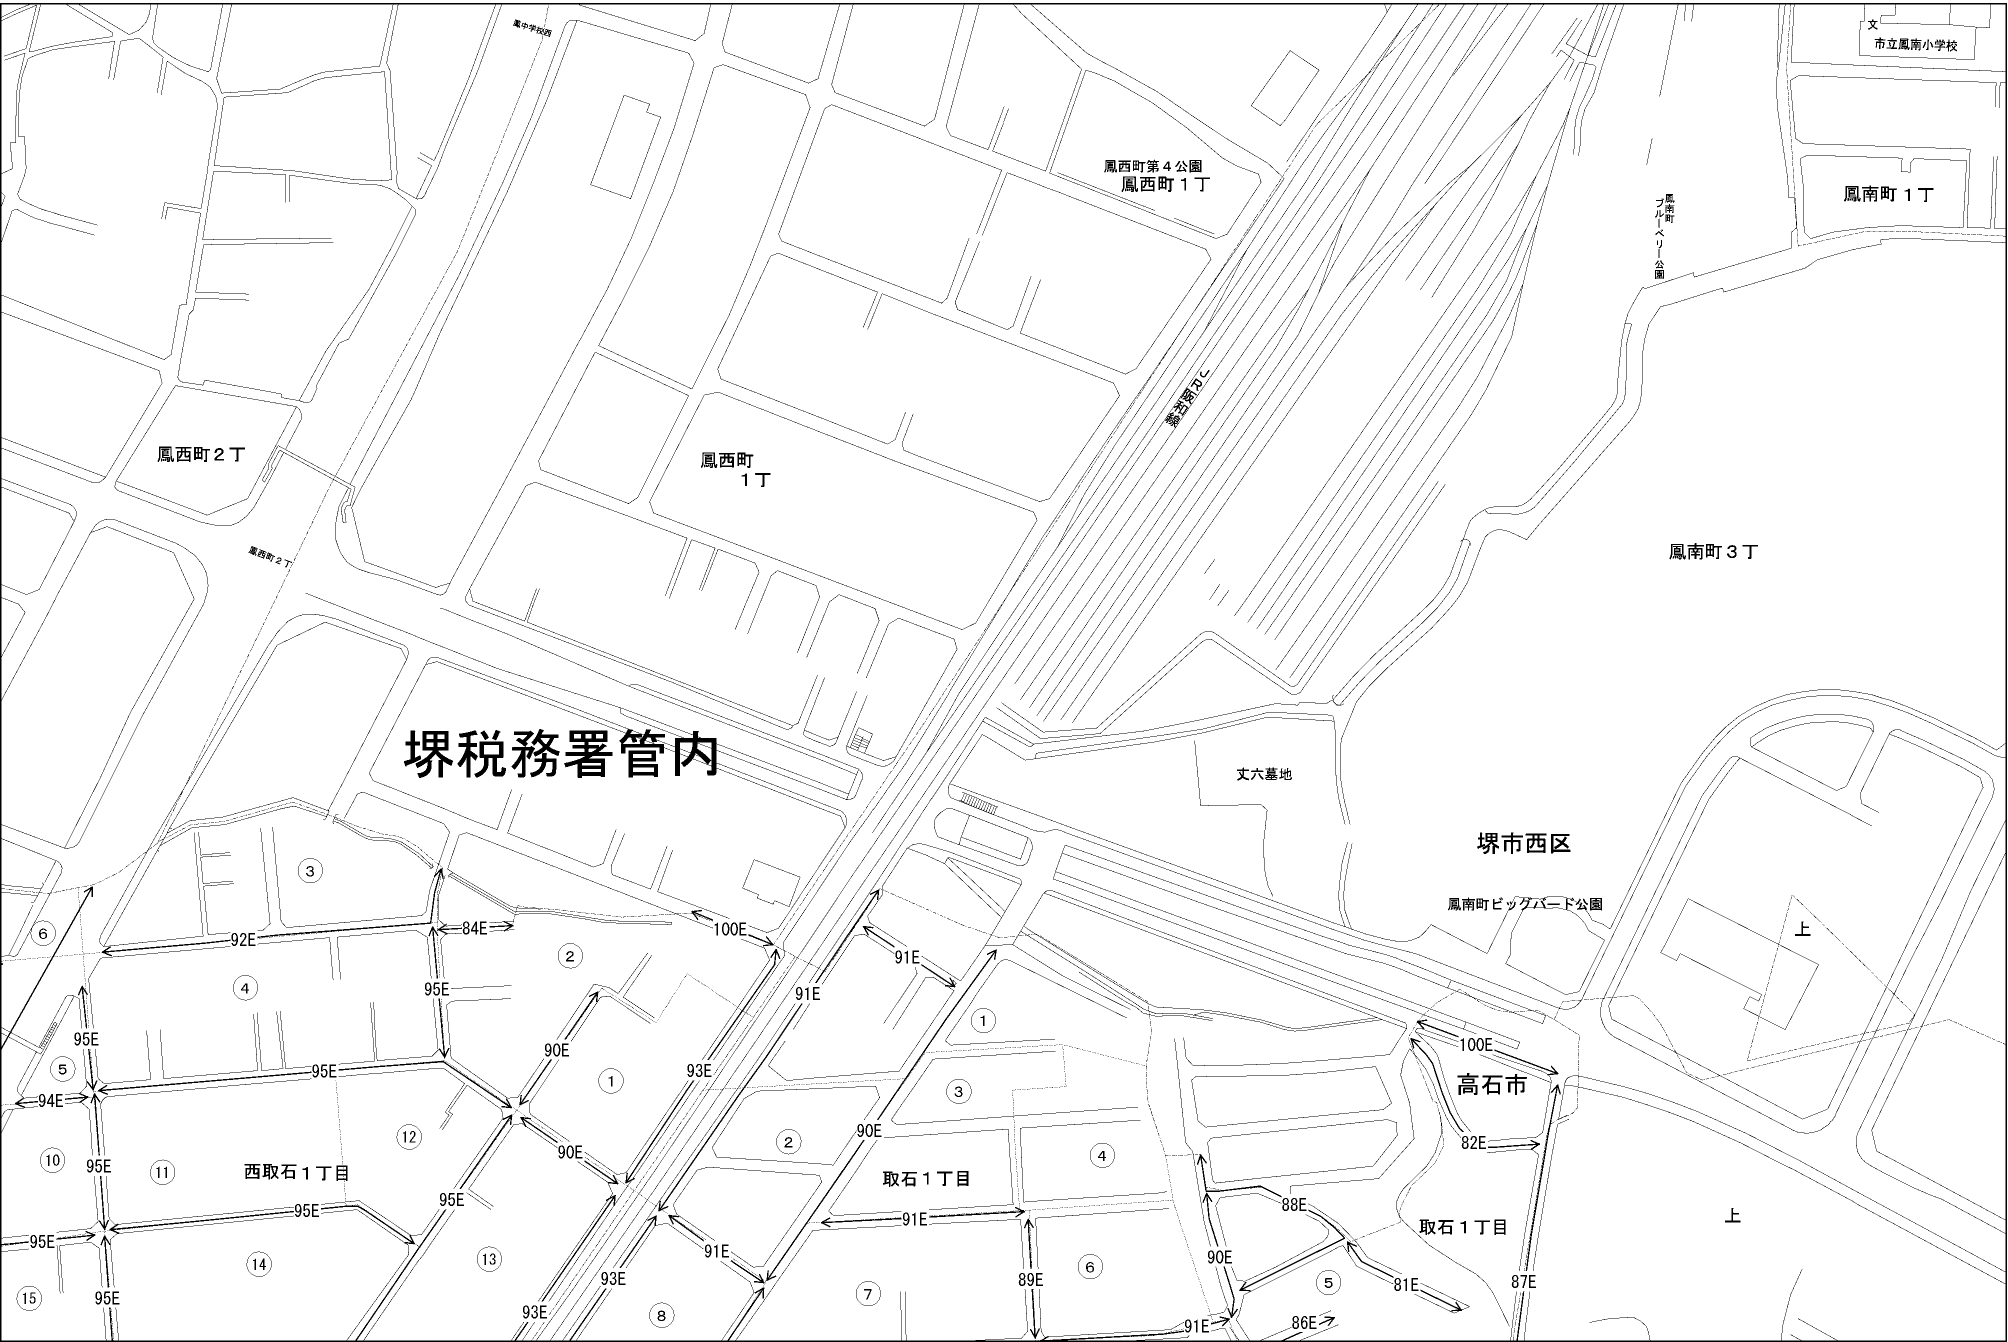 鳳中学校西
文
市立鳳南小学校
鳳西町第4公園
鳳西町1丁
鳳南町1丁
鳳南町
ブルーベリー公園
JR阪和線
鳳西町2丁
鳳西町
1丁
鳳西町2丁
鳳南町3丁
堺税務署管内
丈六墓地
堺市西区
鳳南町ビッグバード公園
上
③
⑥
92E
84E
②
100E
91E
④
95E
91E
①
95E
90E
100E
⑤
95E
①
93E
③
高石市
94E
⑫
②
90E
④
82E
⑩
95E
⑪
西取石1丁目
90E
取石1丁目
95E
95E
88E
91E
取石1丁目
上
95E
91E
90E
⑬
⑭
93E
89E
⑥
⑤
81E
87E
⑮
95E
93E
⑧
⑦
91E
86E